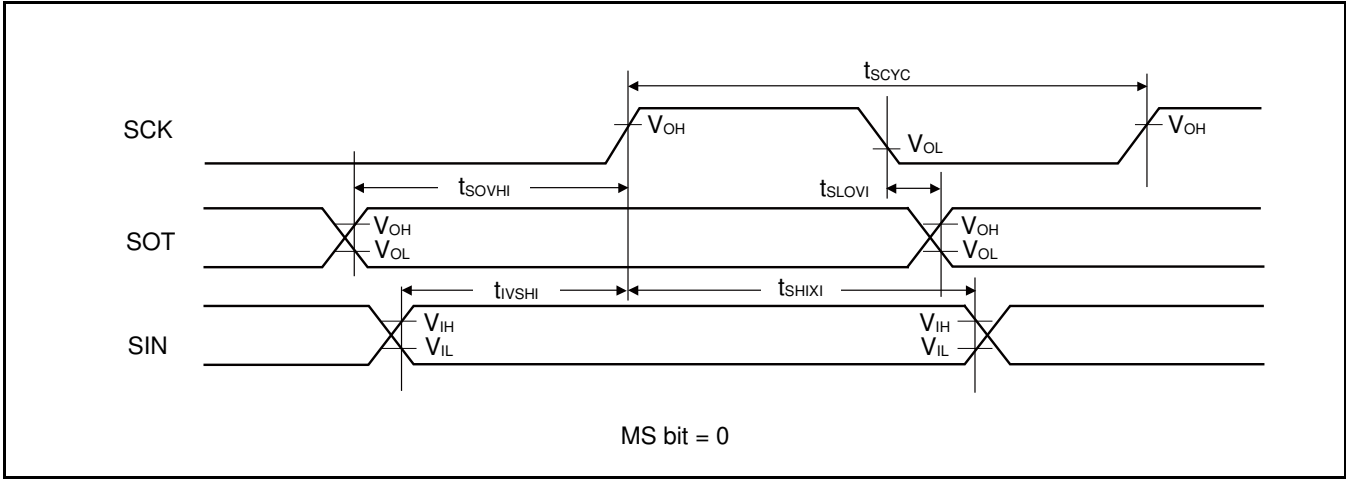 tSCYC
SCK
VOH
VOL
VOH
tSOVHI
tSLOVI
SOT
VOH
VOL
VOH
VOL
tIVSHI
tSHIXI
SIN
VIH
VIL
VIH
VIL
MS bit = 0